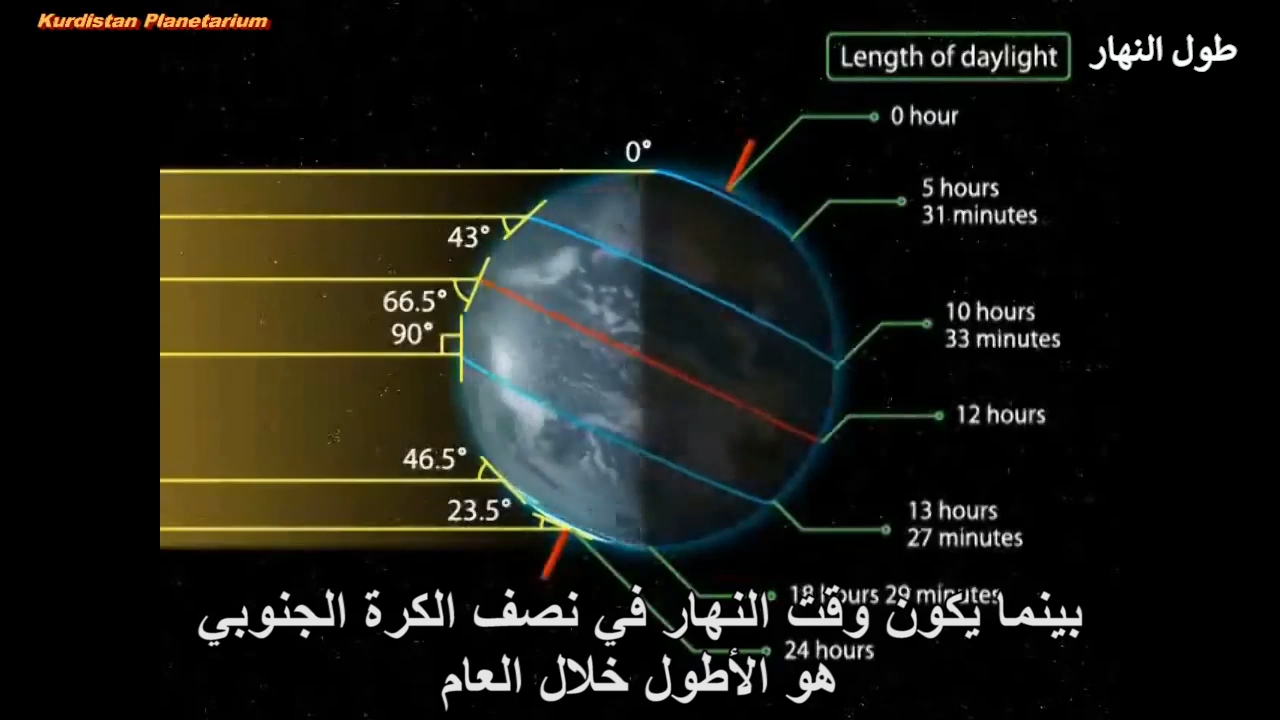 Kurdistan Planetarium
Length of daylight
طول النهار
0 hour
0°
5 hours
31 minutes
43°
66.5°
10 hours
33 minutes
90°
12 hours
46.5°
23.5°
13 hours
27 minutes
18 hours 29 minutes
بينما يكون وقت النهار في نصف الكرة الجنوبي
24 hours
هو الأطول خلال العام